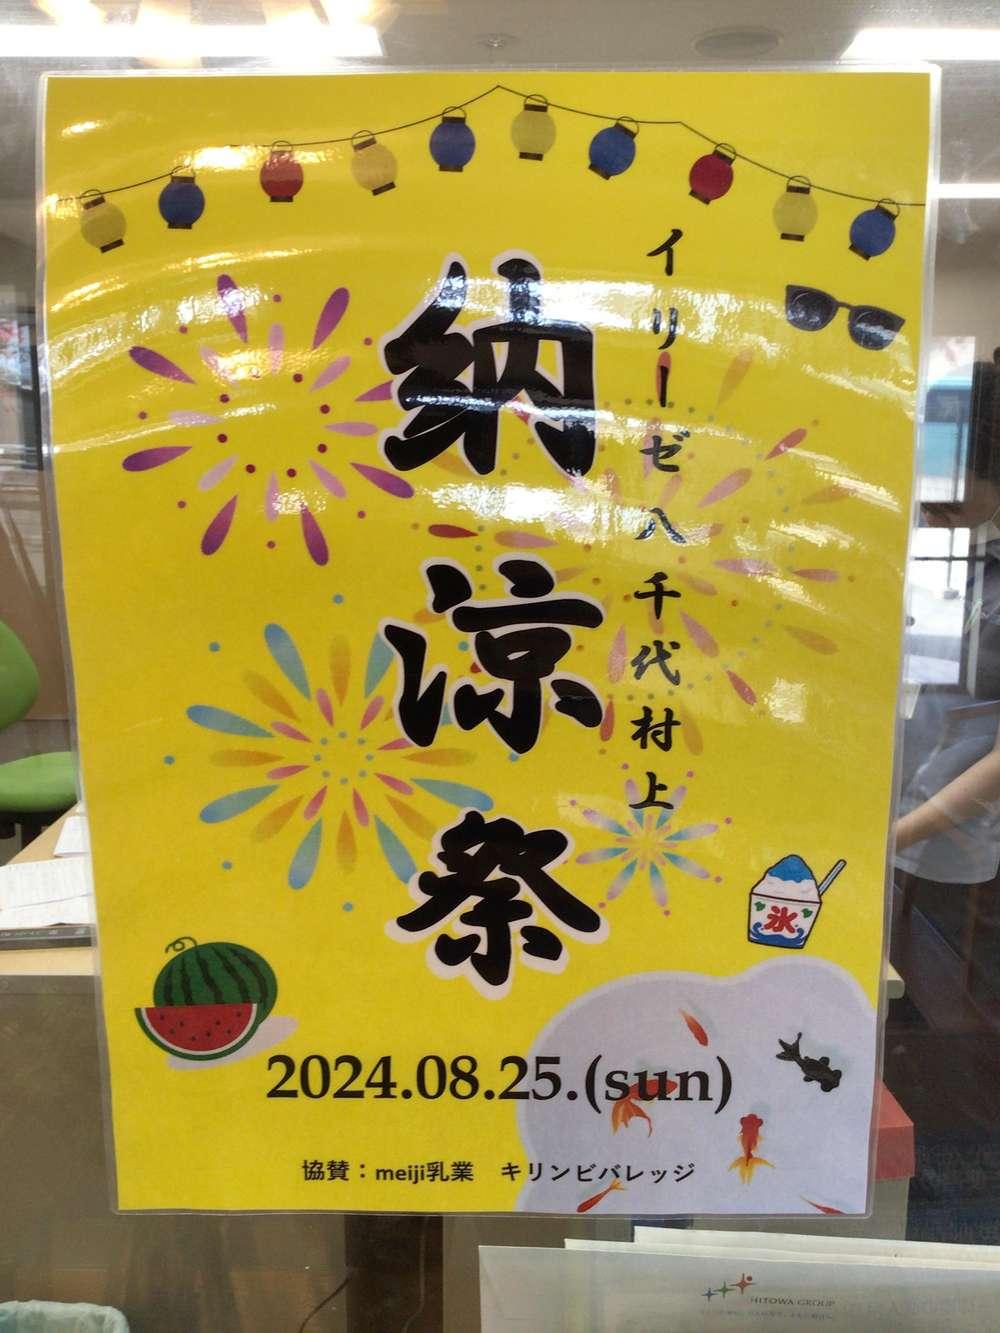 イリーゼ八千代村上
納涼祭
氷
2024.08.25.(sun)
協賛：meiji乳業　キリンビバレッジ
HITOWA GROUP